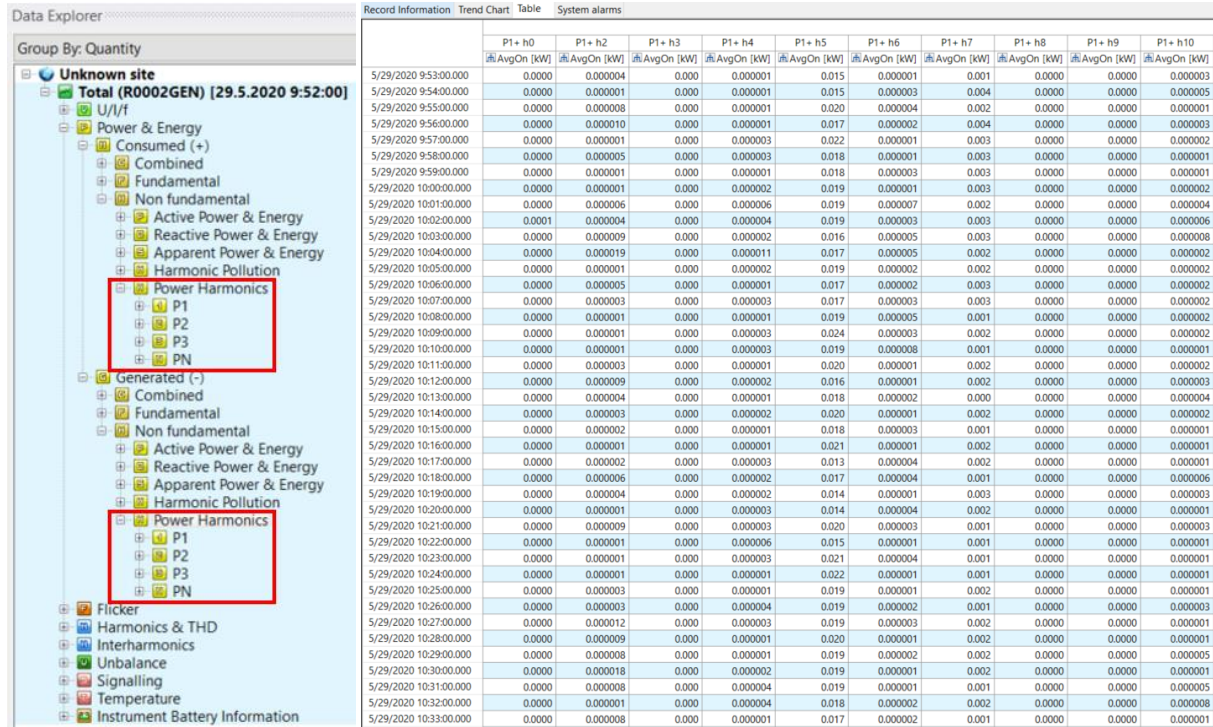 Data Explorer
Group By: Quantity
Unknown site
Total (R0002GEN) [29.5.2020 9:52:00]
U/I/f
Power & Energy
Consumed (+)
Combined
Fundamental
Non fundamental
Active Power & Energy
Reactive Power & Energy
Apparent Power & Energy
Harmonic Pollution
Power Harmonics
P1
P2
P3
PN
Generated (-)
Combined
Fundamental
Non fundamental
Active Power & Energy
Reactive Power & Energy
Apparent Power & Energy
Harmonic Pollution
Power Harmonics
P1
P2
P3
PN
Flicker
Harmonics & THD
Interharmonics
Unbalance
Signalling
Temperature
Instrument Battery Information
Record Information Trend Chart Table System alarms
P1+ h0 P1+ h2 P1+ h3 P1+ h4 P1+ h5 P1+ h6 P1+ h7 P1+ h8 P1+ h9 P1+ h10
AvgOn [kW] AvgOn [kW] AvgOn [kW] AvgOn [kW] AvgOn [kW] AvgOn [kW] AvgOn [kW] AvgOn [kW] AvgOn [kW] AvgOn [kW]
5/29/2020 9:53:00.000 0.0000 0.000004 0.000 0.000001 0.015 0.000001 0.001 0.0000 0.0000 0.000003
5/29/2020 9:54:00.000 0.0000 0.000001 0.000 0.000001 0.015 0.000003 0.004 0.0000 0.0000 0.000005
5/29/2020 9:55:00.000 0.0000 0.000008 0.000 0.000001 0.020 0.000004 0.002 0.0000 0.0000 0.000001
5/29/2020 9:56:00.000 0.0000 0.000010 0.000 0.000001 0.017 0.000002 0.004 0.0000 0.0000 0.000003
5/29/2020 9:57:00.000 0.0000 0.000001 0.000 0.000003 0.022 0.000001 0.003 0.0000 0.0000 0.000002
5/29/2020 9:58:00.000 0.0000 0.000005 0.000 0.000003 0.018 0.000001 0.003 0.0000 0.0000 0.000001
5/29/2020 9:59:00.000 0.0000 0.000001 0.000 0.000001 0.018 0.000003 0.003 0.0000 0.0000 0.000001
5/29/2020 10:00:00.000 0.0000 0.000001 0.000 0.000002 0.019 0.000001 0.003 0.0000 0.0000 0.000002
5/29/2020 10:01:00.000 0.0000 0.000006 0.000 0.000006 0.019 0.000007 0.002 0.0000 0.0000 0.000004
5/29/2020 10:02:00.000 0.0001 0.000004 0.000 0.000004 0.019 0.000003 0.003 0.0000 0.0000 0.000006
5/29/2020 10:03:00.000 0.0000 0.000009 0.000 0.000002 0.016 0.000005 0.003 0.0000 0.0000 0.000008
5/29/2020 10:04:00.000 0.0000 0.000019 0.000 0.000011 0.017 0.000005 0.002 0.0000 0.0000 0.000002
5/29/2020 10:05:00.000 0.0000 0.000001 0.000 0.000002 0.019 0.000002 0.002 0.0000 0.0000 0.000002
5/29/2020 10:06:00.000 0.0000 0.000005 0.000 0.000001 0.017 0.000002 0.003 0.0000 0.0000 0.000002
5/29/2020 10:07:00.000 0.0000 0.000003 0.000 0.000003 0.017 0.000003 0.003 0.0000 0.0000 0.000002
5/29/2020 10:08:00.000 0.0000 0.000001 0.000 0.000001 0.019 0.000005 0.001 0.0000 0.0000 0.000002
5/29/2020 10:09:00.000 0.0000 0.000001 0.000 0.000003 0.024 0.000003 0.002 0.0000 0.0000 0.000002
5/29/2020 10:10:00.000 0.0000 0.000001 0.000 0.000003 0.019 0.000008 0.001 0.0000 0.0000 0.000001
5/29/2020 10:11:00.000 0.0000 0.000003 0.000 0.000001 0.020 0.000001 0.002 0.0000 0.0000 0.000002
5/29/2020 10:12:00.000 0.0000 0.000009 0.000 0.000002 0.016 0.000001 0.002 0.0000 0.0000 0.000003
5/29/2020 10:13:00.000 0.0000 0.000004 0.000 0.000001 0.018 0.000002 0.000 0.0000 0.0000 0.000004
5/29/2020 10:14:00.000 0.0000 0.000003 0.000 0.000002 0.020 0.000001 0.002 0.0000 0.0000 0.000002
5/29/2020 10:15:00.000 0.0000 0.000002 0.000 0.000001 0.018 0.000003 0.001 0.0000 0.0000 0.000001
5/29/2020 10:16:00.000 0.0000 0.000001 0.000 0.000001 0.021 0.000001 0.002 0.0000 0.0000 0.000001
5/29/2020 10:17:00.000 0.0000 0.000002 0.000 0.000003 0.013 0.000004 0.002 0.0000 0.0000 0.000001
5/29/2020 10:18:00.000 0.0000 0.000006 0.000 0.000002 0.017 0.000004 0.001 0.0000 0.0000 0.000006
5/29/2020 10:19:00.000 0.0000 0.000004 0.000 0.000002 0.014 0.000001 0.003 0.0000 0.0000 0.000003
5/29/2020 10:20:00.000 0.0000 0.000001 0.000 0.000003 0.014 0.000004 0.002 0.0000 0.0000 0.000001
5/29/2020 10:21:00.000 0.0000 0.000009 0.000 0.000003 0.020 0.000003 0.001 0.0000 0.0000 0.000003
5/29/2020 10:22:00.000 0.0000 0.000001 0.000 0.000006 0.015 0.000001 0.001 0.0000 0.0000 0.000001
5/29/2020 10:23:00.000 0.0000 0.000001 0.000 0.000003 0.021 0.000004 0.001 0.0000 0.0000 0.000001
5/29/2020 10:24:00.000 0.0000 0.000001 0.000 0.000001 0.022 0.000001 0.001 0.0000 0.0000 0.000001
5/29/2020 10:25:00.000 0.0000 0.000003 0.000 0.000001 0.019 0.000001 0.002 0.0000 0.0000 0.000001
5/29/2020 10:26:00.000 0.0000 0.000003 0.000 0.000004 0.019 0.000002 0.001 0.0000 0.0000 0.000003
5/29/2020 10:27:00.000 0.0000 0.000012 0.000 0.000003 0.019 0.000003 0.002 0.0000 0.0000 0.000001
5/29/2020 10:28:00.000 0.0000 0.000009 0.000 0.000001 0.020 0.000001 0.002 0.0000 0.0000 0.000001
5/29/2020 10:29:00.000 0.0000 0.000008 0.000 0.000001 0.019 0.000002 0.002 0.0000 0.0000 0.000005
5/29/2020 10:30:00.000 0.0000 0.000018 0.000 0.000002 0.019 0.000001 0.002 0.0000 0.0000 0.000001
5/29/2020 10:31:00.000 0.0000 0.000008 0.000 0.000004 0.019 0.000001 0.001 0.0000 0.0000 0.000005
5/29/2020 10:32:00.000 0.0000 0.000001 0.000 0.000004 0.018 0.000002 0.002 0.0000 0.0000 0.000008
5/29/2020 10:33:00.000 0.0000 0.000008 0.000 0.000001 0.017 0.000002 0.001 0.0000 0.0000 0.000001